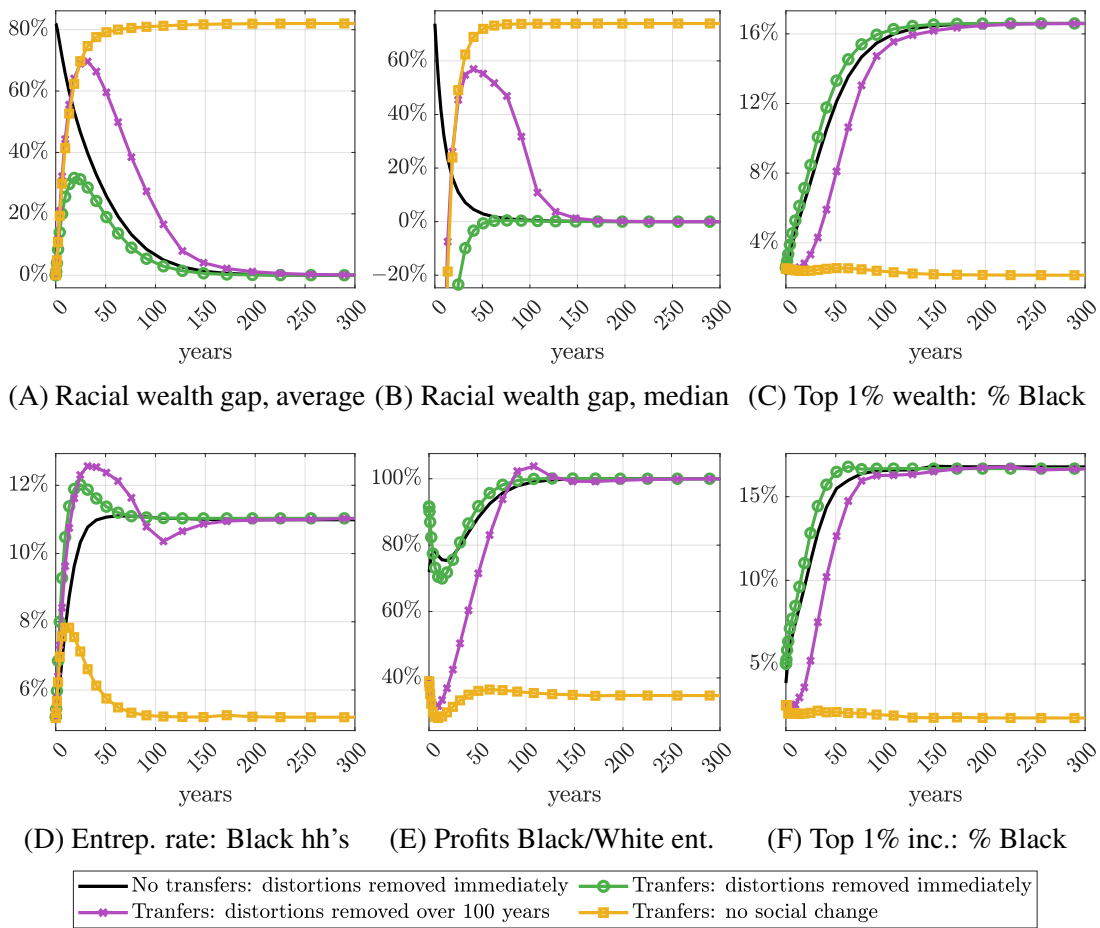 80%
60%
40%
20%
0%
0 50 100 150 200 250 300
years
(A) Racial wealth gap, average
60%
40%
20%
0%
−20%
0 50 100 150 200 250 300
years
(B) Racial wealth gap, median
16%
12%
8%
4%
0 50 100 150 200 250 300
years
(C) Top 1% wealth: % Black
12%
10%
8%
6%
0 50 100 150 200 250 300
years
(D) Entrep. rate: Black hh's
100%
80%
60%
40%
0 50 100 150 200 250 300
years
(E) Profits Black/White ent.
15%
10%
5%
0 50 100 150 200 250 300
years
(F) Top 1% inc.: % Black
No transfers: distortions removed immediately
Tranfers: distortions removed immediately
Tranfers: distortions removed over 100 years
Tranfers: no social change